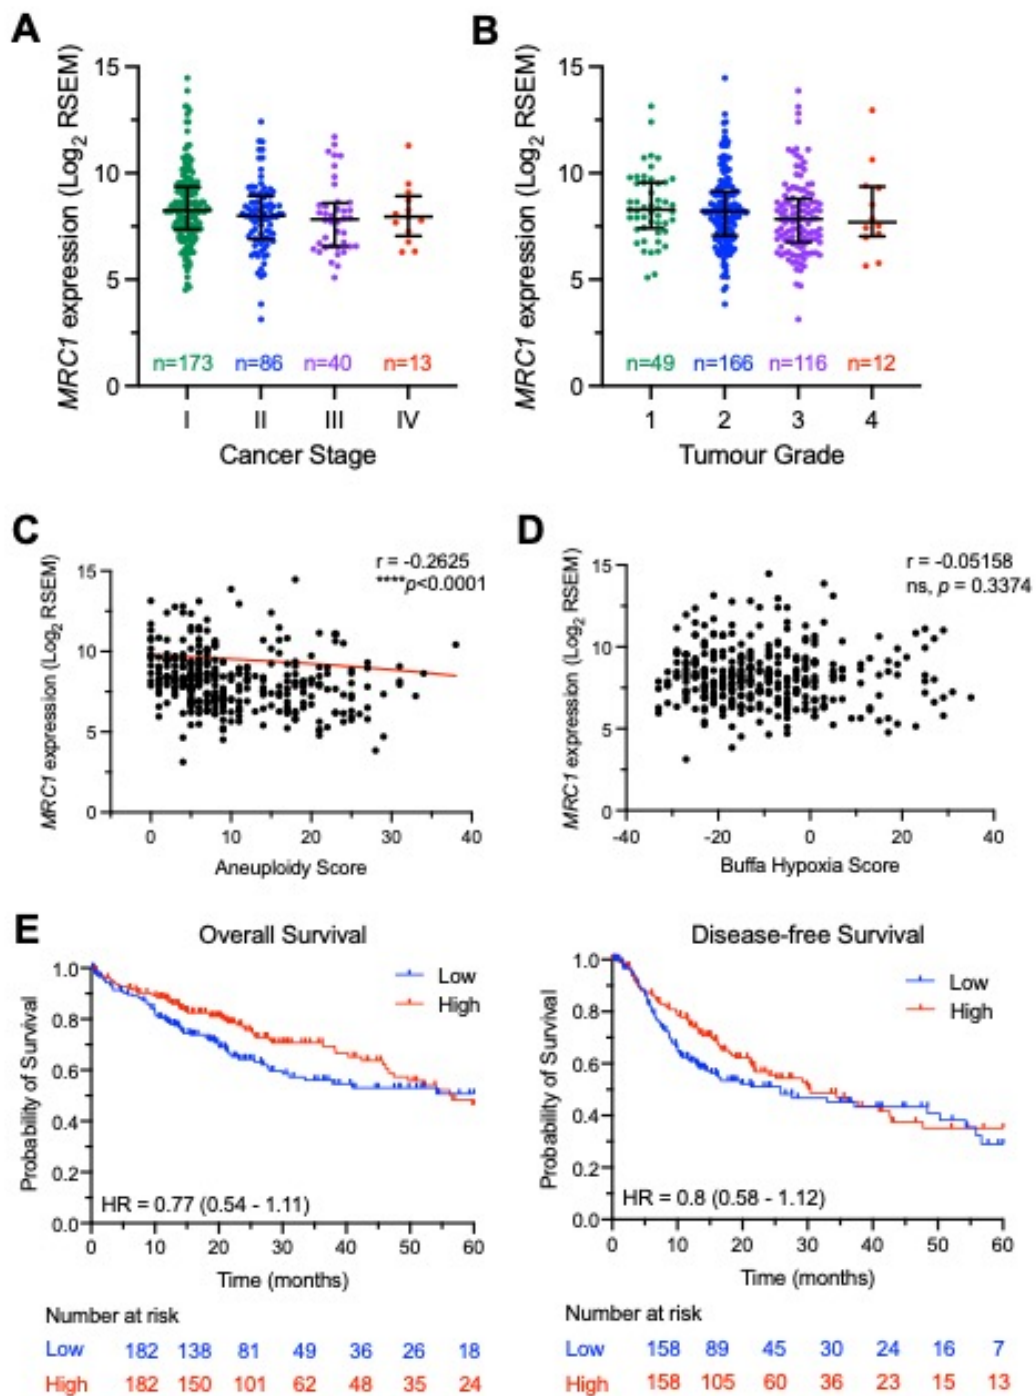 A
MRC1 expression (Log2 RSEM)
15
10
5
0
n=173 n=86 n=40 n=13
I II III IV
Cancer Stage
B
MRC1 expression (Log2 RSEM)
15
10
5
0
n=49 n=166 n=116 n=12
1 2 3 4
Tumour Grade
C
r = -0.2625
****p<0.0001
MRC1 expression (Log2 RSEM)
15
10
5
0
0 10 20 30 40
Aneuploidy Score
D
r = -0.05158
ns, p = 0.3374
MRC1 expression (Log2 RSEM)
15
10
5
0
-40 -20 0 20 40
Buffa Hypoxia Score
E
Overall Survival
Low
High
Probability of Survival
1.0
0.8
0.6
0.4
0.2
0.0
HR = 0.77 (0.54 - 1.11)
0 10 20 30 40 50 60
Time (months)
Number at risk
Low 182 138 81 49 36 26 18
High 182 150 101 62 48 35 24
Disease-free Survival
Low
High
Probability of Survival
1.0
0.8
0.6
0.4
0.2
0.0
HR = 0.8 (0.58 - 1.12)
0 10 20 30 40 50 60
Time (months)
Number at risk
Low 158 89 45 30 24 16 7
High 158 105 60 36 23 15 13